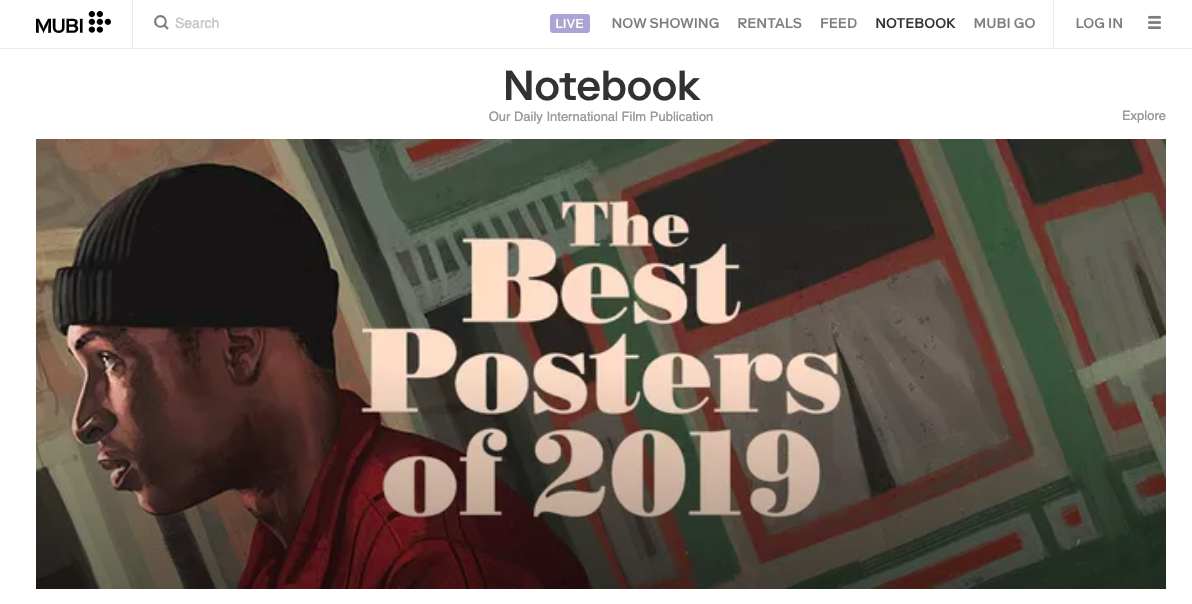 MUBI
Search
LIVE NOW SHOWING RENTALS FEED NOTEBOOK MUBI GO LOG IN
Notebook
Our Daily International Film Publication
Explore
The
Best
Posters
of 2019